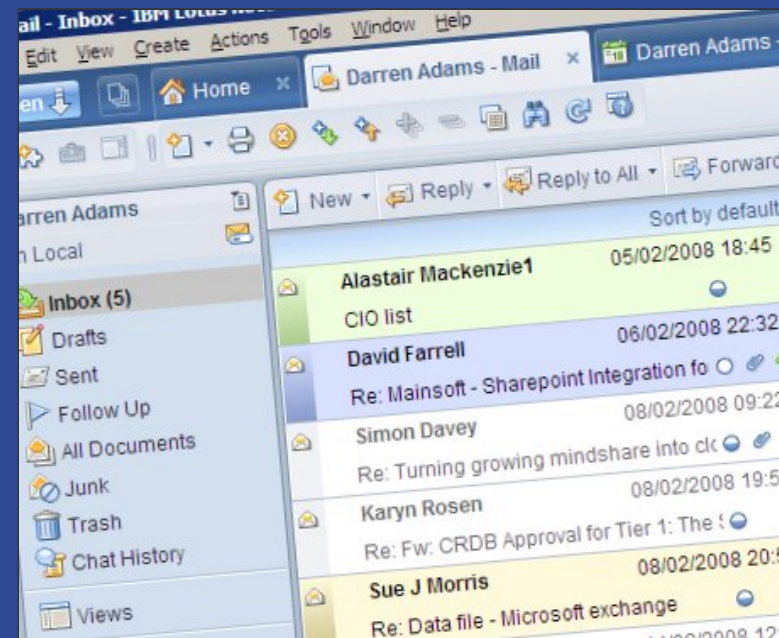 ail - Inbox - IBM Lotus
Edit View Create Actions Tools Window Help
en Home Darren Adams - Mail Darren Adams -
New Reply Reply to All Forward
arren Adams
n Local
Sort by default
Inbox (5)
Drafts
Sent
Follow Up
All Documents
Junk
Trash
Chat History
Views
Alastair Mackenzie1 05/02/2008 18:45
CIO list
David Farrell 06/02/2008 22:32
Re: Mainsoft - Sharepoint Integration fo
Simon Davey 08/02/2008 09:22
Re: Turning growing mindshare into clo
Karyn Rosen 08/02/2008 19:5
Re: Fw: CRDB Approval for Tier 1: The
Sue J Morris 08/02/2008 20:5
Re: Data file - Microsoft exchange